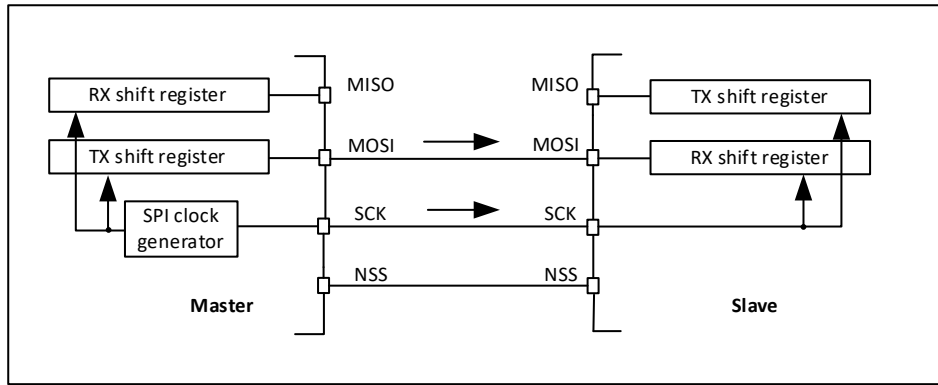 MISO
MISO
RX shift register
TX shift register
MOSI
MOSI
TX shift register
RX shift register
SCK
SCK
SPI clock
generator
NSS
NSS
Master
Slave